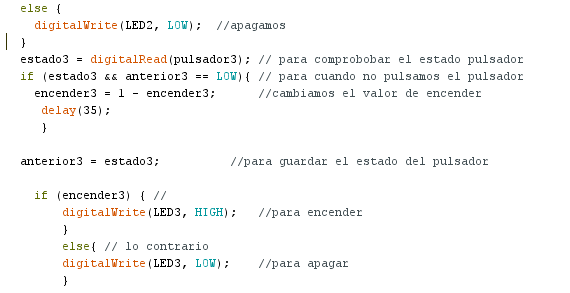 else {
digitalWrite(LED2, LOW);  //apagamos
}
estado3 = digitalRead(pulsador3); // para comprobobar el estado pulsador
if (estado3 && anterior3 == LOW){ // para cuando no pulsamos el pulsador
encender3 = 1 - encender3;      //cambiamos el valor de encender
delay(35);
}
anterior3 = estado3;          //para guardar el estado del pulsador
if (encender3) { //
digitalWrite(LED3, HIGH);   //para encender
}
else{ // lo contrario
digitalWrite(LED3, LOW);    //para apagar
}